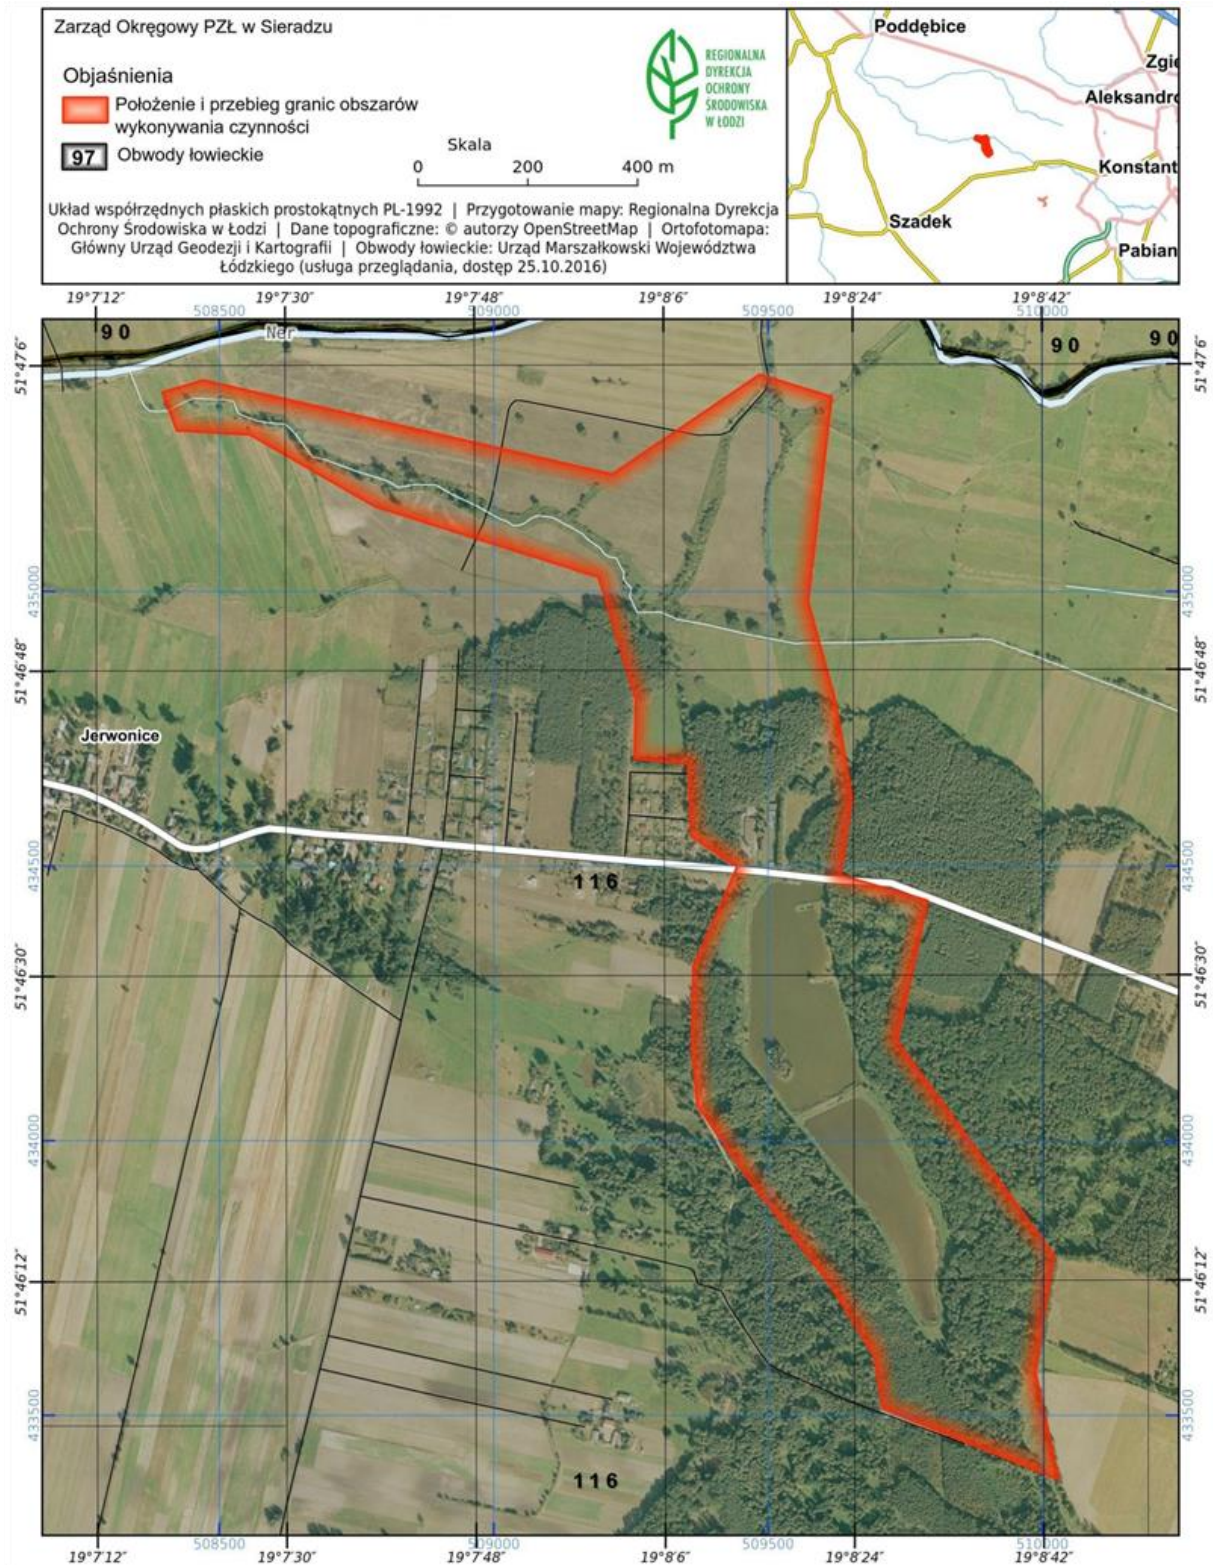 Zarząd Okręgowy PZŁ w Sieradzu
Objaśnienia
Położenie i przebieg granic obszarów
wykonywania czynności
97 Obwody łowieckie
Skala
0 200 400 m
REGIONALNA
DYREKCJA
OCHRONY
ŚRODOWISKA
W ŁODZI
Układ współrzędnych płaskich prostokątnych PL-1992 | Przygotowanie mapy: Regionalna Dyrekcja
Ochrony Środowiska w Łodzi | Dane topograficzne: © autorzy OpenStreetMap | Ortofotomapa:
Główny Urząd Geodezji i Kartografii | Obwody łowieckie: Urząd Marszałkowski Województwa
Łódzkiego (usługa przeglądania, dostęp 25.10.2016)
Poddębice
Zgie
Aleksandro
Konstant
Szadek
Pabian
19°7'12″ 19°7'30″ 19°7'48″ 19°8'6″ 19°8'24″ 19°8'42″
508500 509000 509500 510000
90 Ner 90 90
51°47'6″ 51°47'6″
435000 435000
51°46'48″ 51°46'48″
Jerwonice
434500 434500
116
51°46'30″ 51°46'30″
434000 434000
51°46'12″ 51°46'12″
433500 433500
116
508500 509000 509500 510000
19°7'12″ 19°7'30″ 19°7'48″ 19°8'6″ 19°8'24″ 19°8'42″